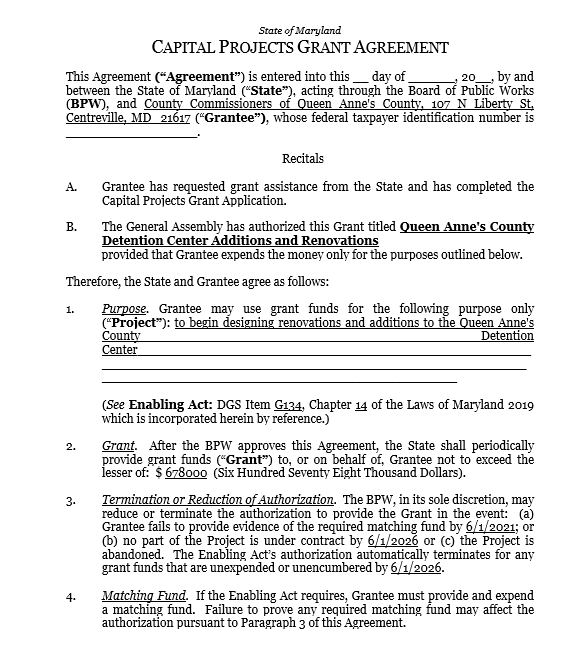 State of Maryland
CAPITAL PROJECTS GRANT AGREEMENT
This Agreement (“Agreement”) is entered into this __ day of ______, 20__, by and
between the State of Maryland (“State”), acting through the Board of Public Works
(BPW), and County Commissioners of Queen Anne's County, 107 N Liberty St,
Centreville, MD 21617 (“Grantee”), whose federal taxpayer identification number is
__________________.
Recitals
A. Grantee has requested grant assistance from the State and has completed the
Capital Projects Grant Application.
B. The General Assembly has authorized this Grant titled Queen Anne's County
Detention Center Additions and Renovations
provided that Grantee expends the money only for the purposes outlined below.
Therefore, the State and Grantee agree as follows:
1. Purpose. Grantee may use grant funds for the following purpose only
(“Project”): to begin designing renovations and additions to the Queen Anne's
County Detention
Center
(See Enabling Act: DGS Item G134, Chapter 14 of the Laws of Maryland 2019
which is incorporated herein by reference.)
2. Grant. After the BPW approves this Agreement, the State shall periodically
provide grant funds (“Grant”) to, or on behalf of, Grantee not to exceed the
lesser of: $ 678000 (Six Hundred Seventy Eight Thousand Dollars).
3. Termination or Reduction of Authorization. The BPW, in its sole discretion, may
reduce or terminate the authorization to provide the Grant in the event: (a)
Grantee fails to provide evidence of the required matching fund by 6/1/2021; or
(b) no part of the Project is under contract by 6/1/2026 or (c) the Project is
abandoned. The Enabling Act’s authorization automatically terminates for any
grant funds that are unexpended or unencumbered by 6/1/2026.
4. Matching Fund. If the Enabling Act requires, Grantee must provide and expend
a matching fund. Failure to prove any required matching fund may affect the
authorization pursuant to Paragraph 3 of this Agreement.